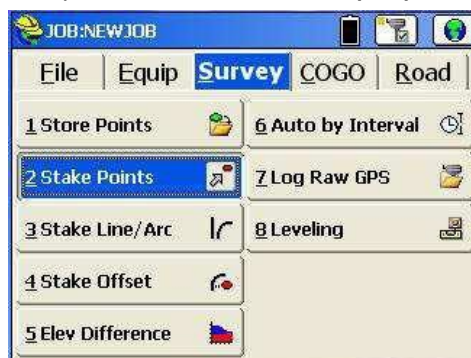 JOB:NEWJOB
File Equip Survey COGO Road
1 Store Points
2 Stake Points
3 Stake Line/Arc
4 Stake Offset
5 Elev Difference
6 Auto by Interval
7 Log Raw GPS
8 Leveling